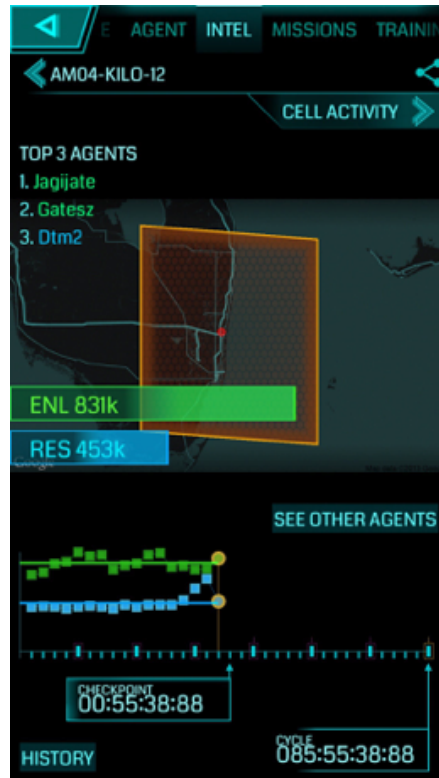 E AGENT INTEL MISSIONS TRAININ
AM04-KILO-12
CELL ACTIVITY
TOP 3 AGENTS
1. Jagijate
2. Gatesz
3. Dtm2
ENL 831k
RES 453k
Google
SEE OTHER AGENTS
CHECKPOINT
00:55:38:88
CYCLE
085:55:38:88
HISTORY